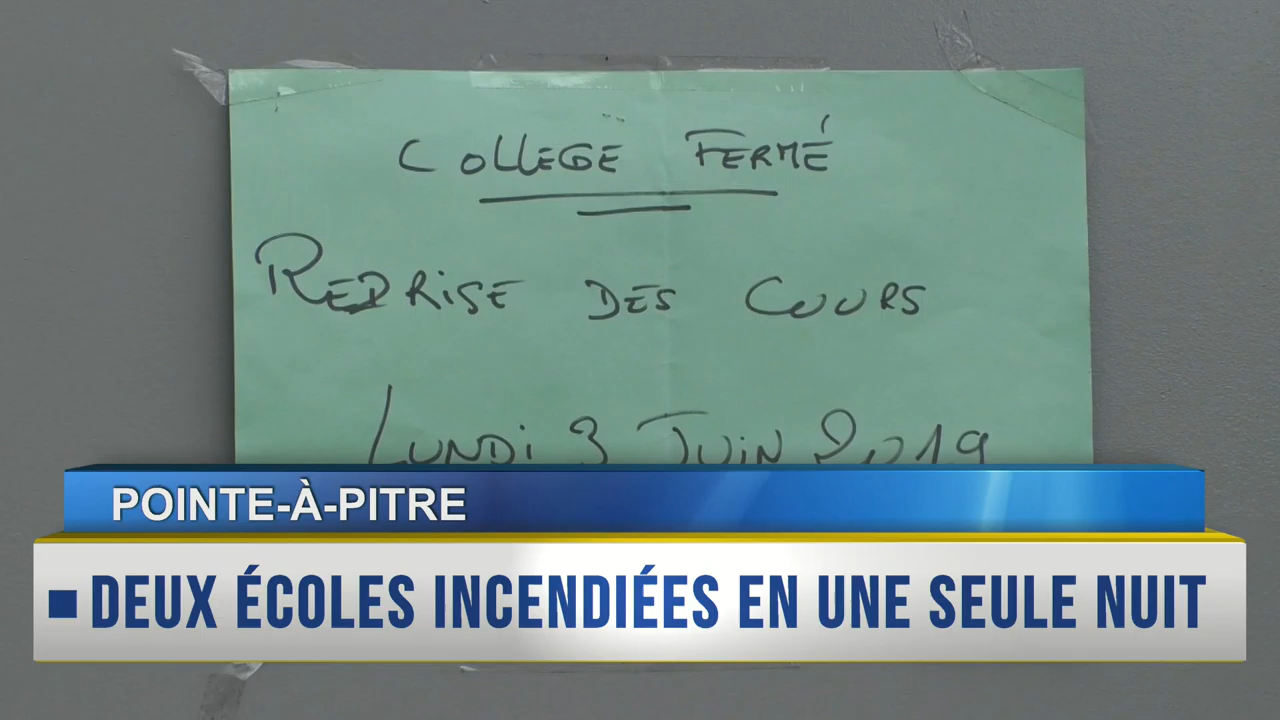 COLLEGE FERMÉ
REPRISE DES COURS
LUNDI 3 JUIN 2019
POINTE-À-PITRE
DEUX ÉCOLES INCENDIÉES EN UNE SEULE NUIT